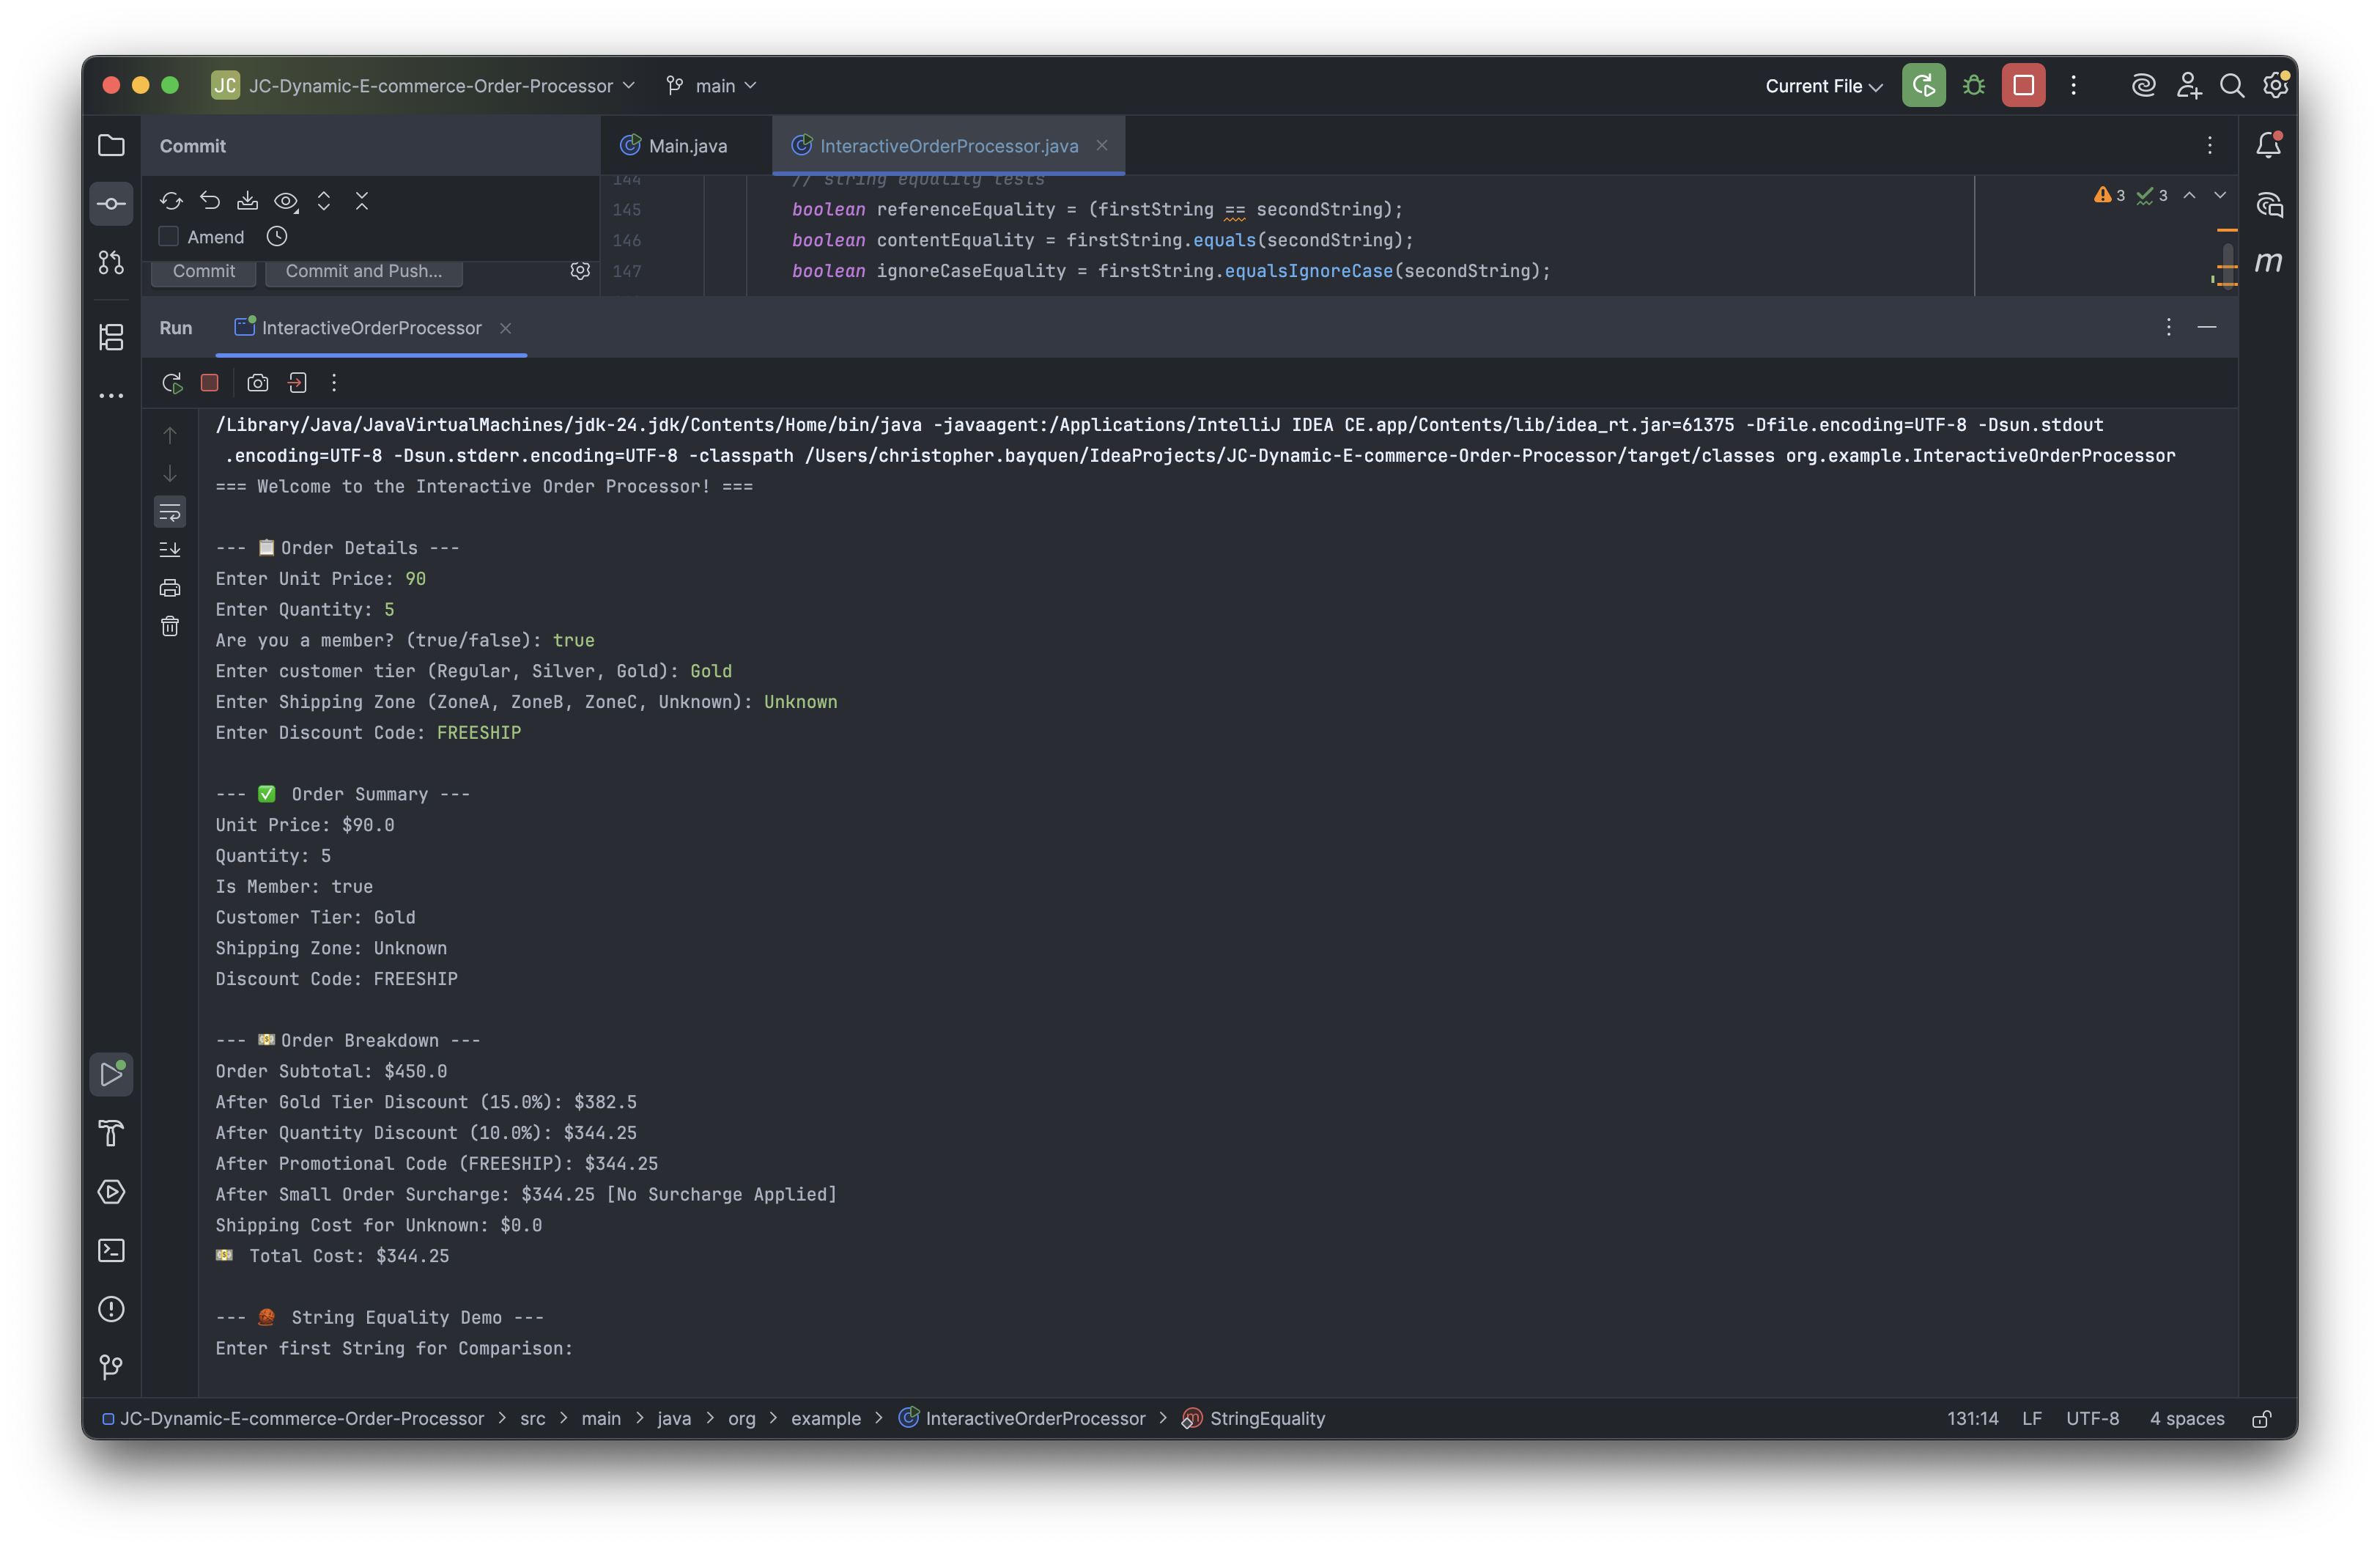 JC JC-Dynamic-E-commerce-Order-Processor main Current File
Commit
Main.java InteractiveOrderProcessor.java
Amend
Commit Commit and Push...
144 // string equality tests
145 boolean referenceEquality = (firstString == secondString);
146 boolean contentEquality = firstString.equals(secondString);
147 boolean ignoreCaseEquality = firstString.equalsIgnoreCase(secondString);
3 3
m
Run InteractiveOrderProcessor
/Library/Java/JavaVirtualMachines/jdk-24.jdk/Contents/Home/bin/java -javaagent:/Applications/IntelliJ IDEA CE.app/Contents/lib/idea_rt.jar=61375 -Dfile.encoding=UTF-8 -Dsun.stdout
.encoding=UTF-8 -Dsun.stderr.encoding=UTF-8 -classpath /Users/christopher.bayquen/IdeaProjects/JC-Dynamic-E-commerce-Order-Processor/target/classes org.example.InteractiveOrderProcessor
=== Welcome to the Interactive Order Processor! ===
--- 📋 Order Details ---
Enter Unit Price: 90
Enter Quantity: 5
Are you a member? (true/false): true
Enter customer tier (Regular, Silver, Gold): Gold
Enter Shipping Zone (ZoneA, ZoneB, ZoneC, Unknown): Unknown
Enter Discount Code: FREESHIP
--- ✅ Order Summary ---
Unit Price: $90.0
Quantity: 5
Is Member: true
Customer Tier: Gold
Shipping Zone: Unknown
Discount Code: FREESHIP
--- 💵 Order Breakdown ---
Order Subtotal: $450.0
After Gold Tier Discount (15.0%): $382.5
After Quantity Discount (10.0%): $344.25
After Promotional Code (FREESHIP): $344.25
After Small Order Surcharge: $344.25 [No Surcharge Applied]
Shipping Cost for Unknown: $0.0
💵 Total Cost: $344.25
--- 🧶 String Equality Demo ---
Enter first String for Comparison:
JC-Dynamic-E-commerce-Order-Processor > src > main > java > org > example > InteractiveOrderProcessor > StringEquality 131:14 LF UTF-8 4 spaces